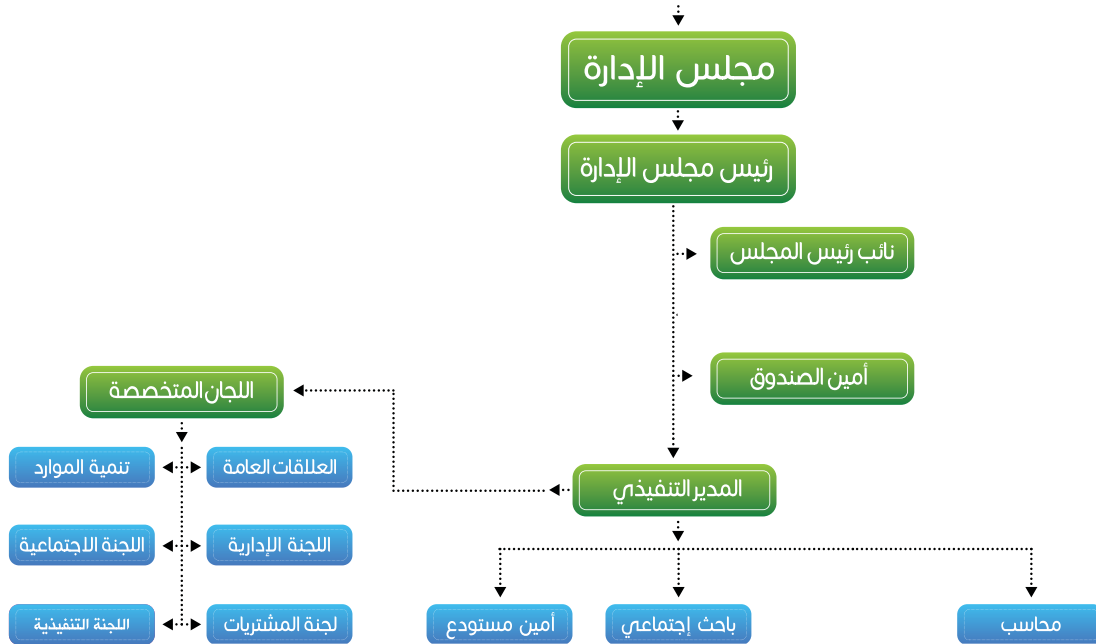 مجلس الإدارة
رئيس مجلس الإدارة
نائب رئيس المجلس
أمين الصندوق
اللجان المتخصصة
العلاقات العامة
تنمية الموارد
المدير التنفيذي
اللجنة الإدارية
اللجنة الاجتماعية
محاسب
باحث إجتماعي
أمين مستودع
لجنة المشتريات
اللجنة التنفيذية